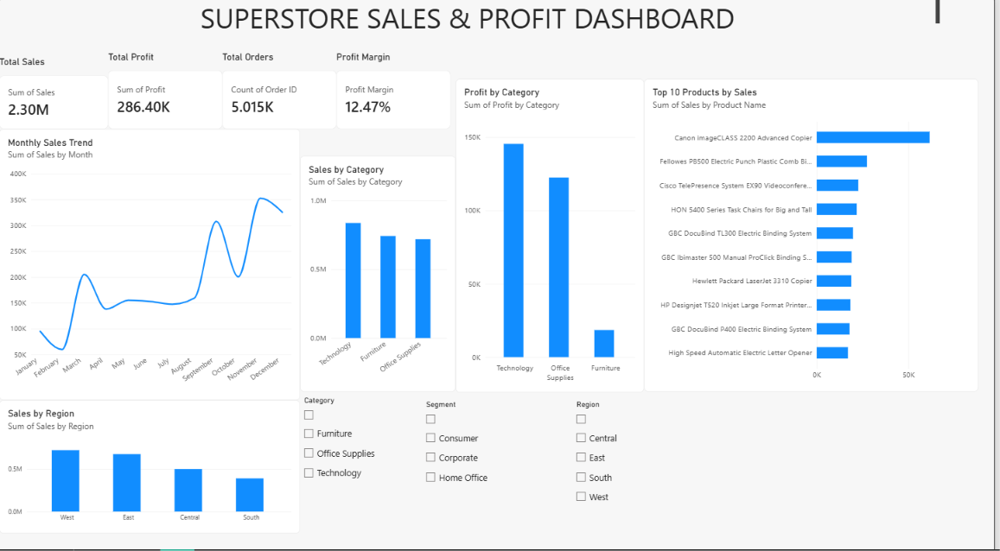 SUPERSTORE SALES & PROFIT DASHBOARD
Total Sales
Sum of Sales
2.30M
Total Profit
Sum of Profit
286.40K
Total Orders
Count of Order ID
5.015K
Profit Margin
Profit Margin
12.47%
Monthly Sales Trend
Sum of Sales by Month
400K
350K
300K
250K
200K
150K
100K
50K
January
February
March
April
May
June
July
August
September
October
November
December
Sales by Category
Sum of Sales by Category
1.0M
0.5M
0.0M
Technology
Furniture
Office Supplies
Profit by Category
Sum of Profit by Category
150K
100K
50K
0K
Technology
Office
Supplies
Furniture
Top 10 Products by Sales
Sum of Sales by Product Name
Canon imageCLASS 2200 Advanced Copier
Fellowes PB500 Electric Punch Plastic Comb Bi...
Cisco TelePresence System EX90 Videoconfere...
HON 5400 Series Task Chairs for Big and Tall
GBC DocuBind TL300 Electric Binding System
GBC Ibimaster 500 Manual ProClick Binding S...
Hewlett Packard LaserJet 3310 Copier
HP Designjet T520 Inkjet Large Format Printer...
GBC DocuBind P400 Electric Binding System
High Speed Automatic Electric Letter Opener
0K
50K
Sales by Region
Sum of Sales by Region
0.5M
0.0M
West
East
Central
South
Category
Furniture
Office Supplies
Technology
Segment
Consumer
Corporate
Home Office
Region
Central
East
South
West